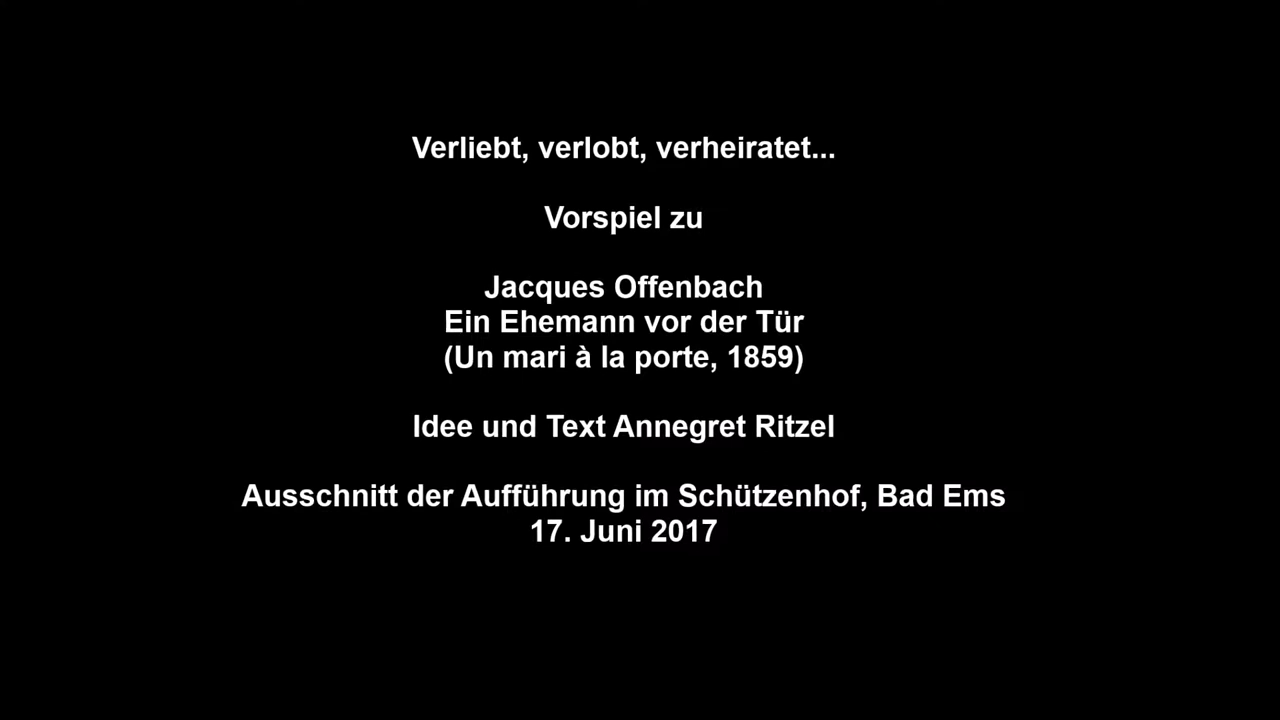 Verliebt, verlobt, verheiratet...
Vorspiel zu
Jacques Offenbach
Ein Ehemann vor der Tür
(Un mari à la porte, 1859)
Idee und Text Annegret Ritzel
Ausschnitt der Aufführung im Schützenhof, Bad Ems
17. Juni 2017